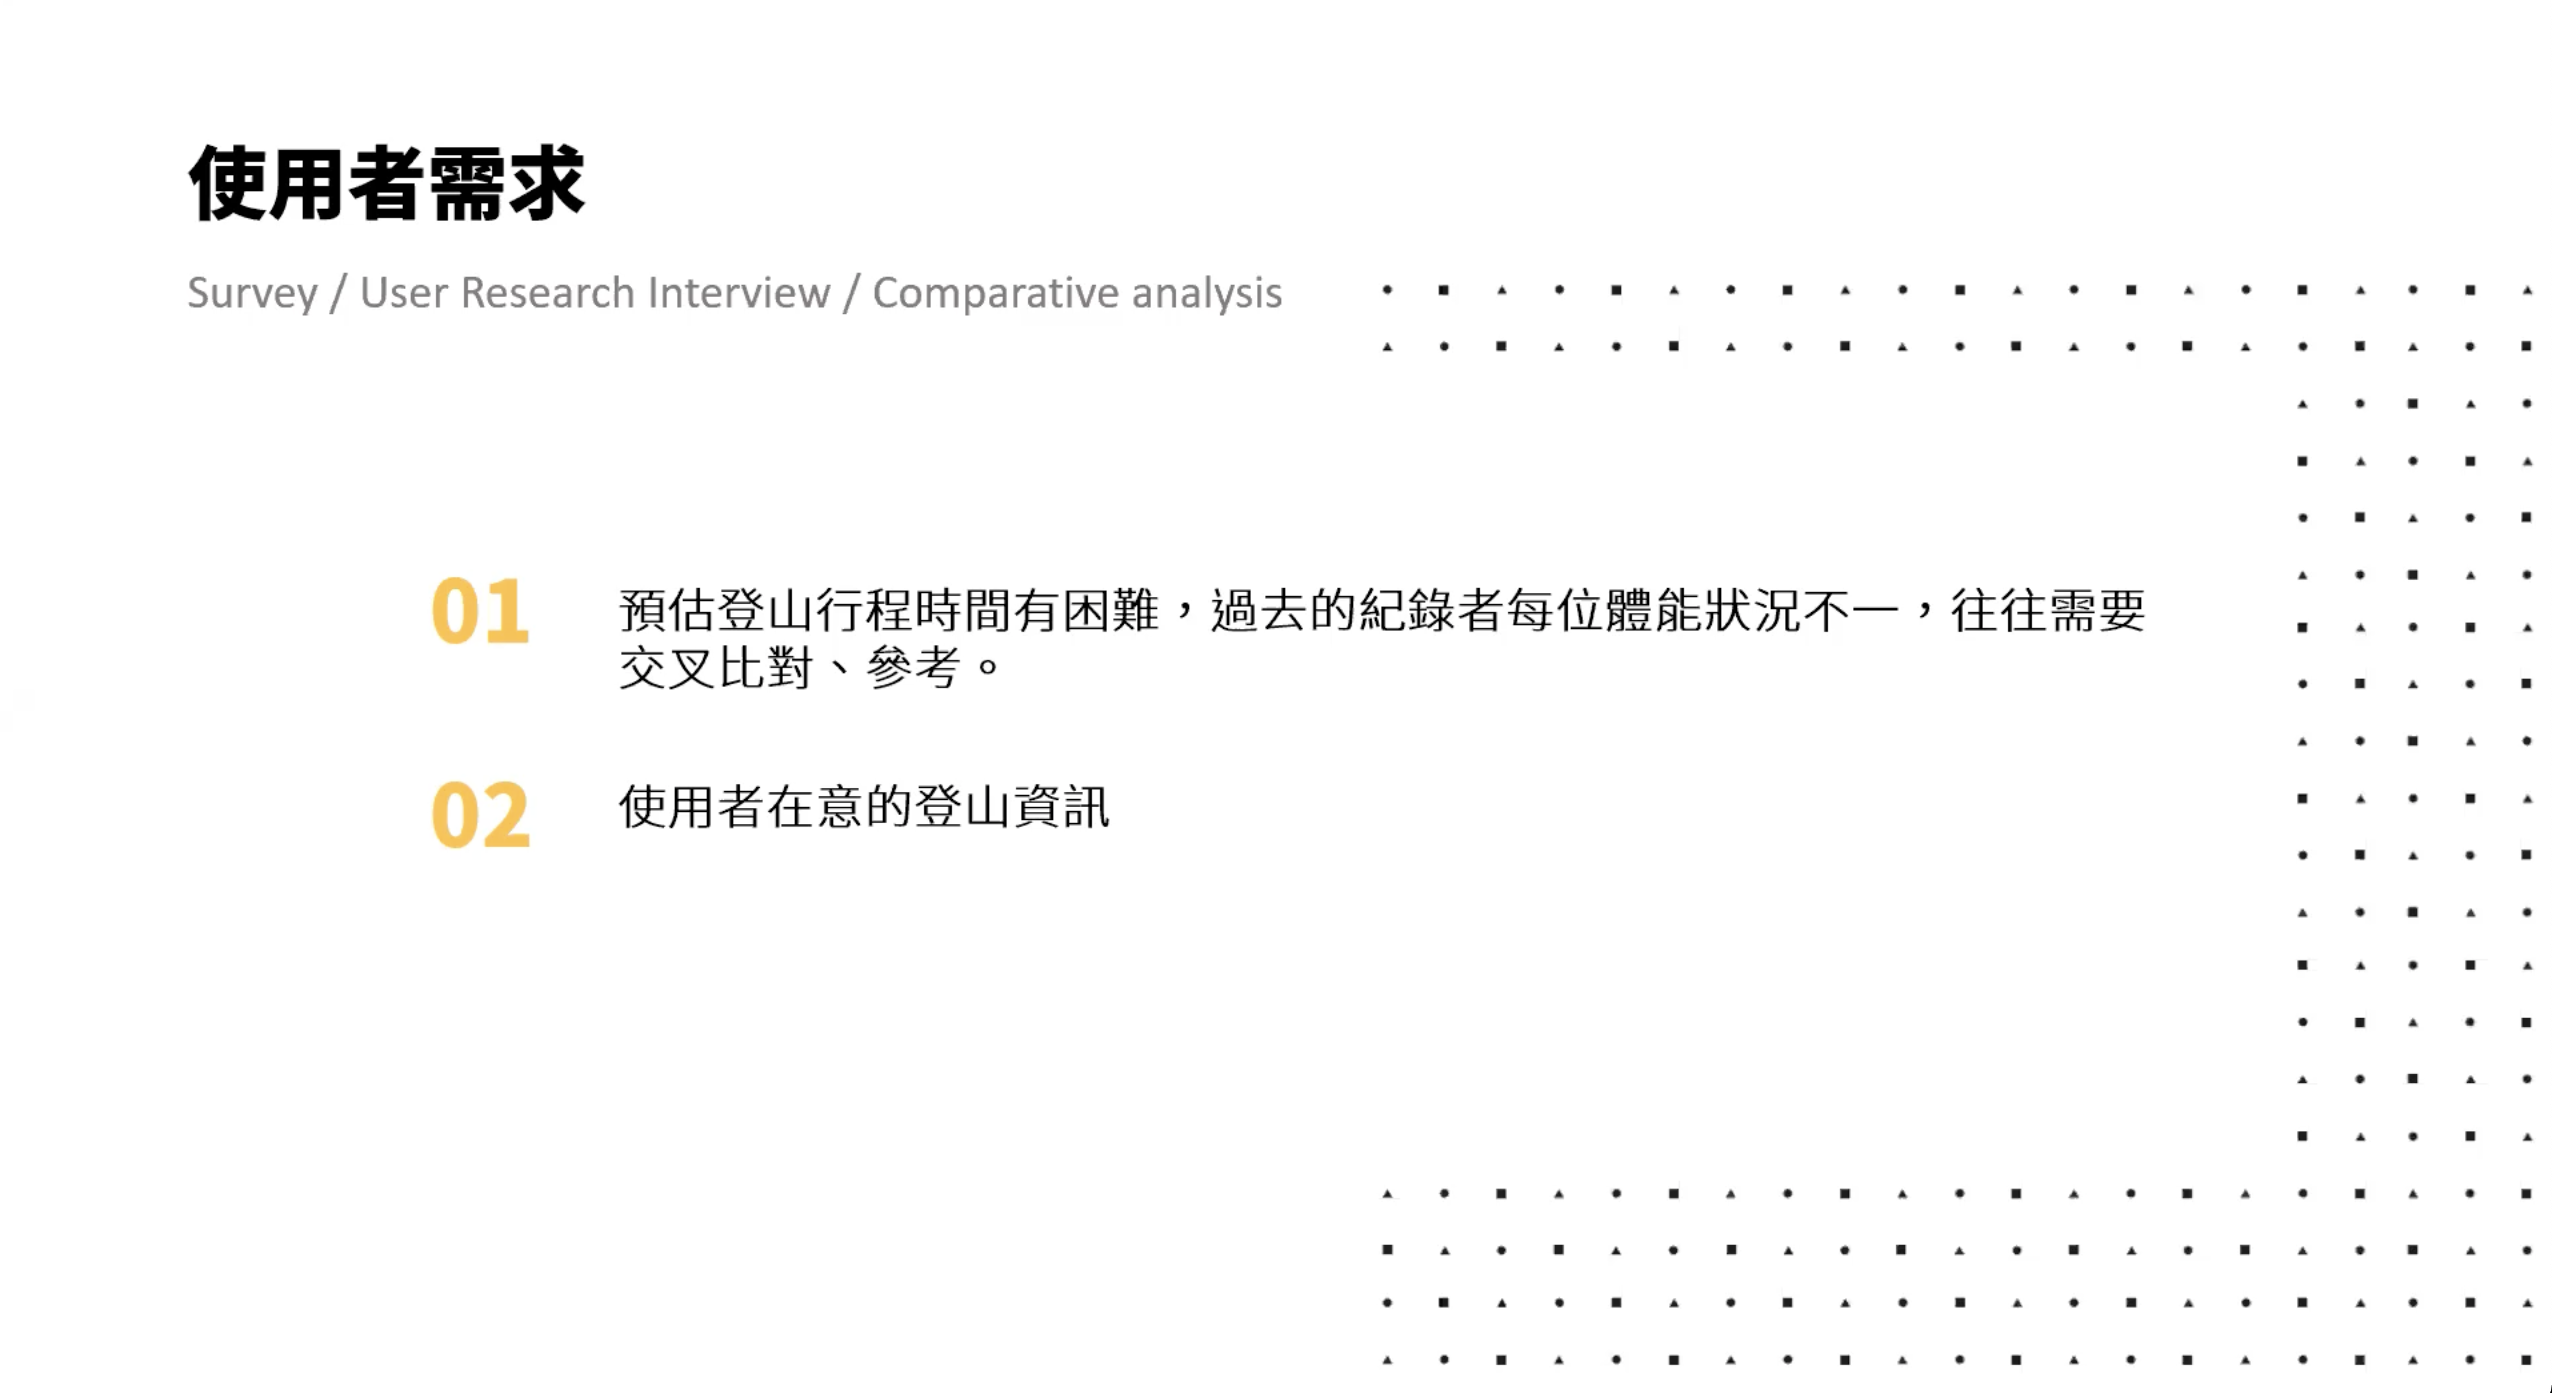 使用者需求
Survey / User Research Interview / Comparative analysis
01
預估登山行程時間有困難，過去的紀錄者每位體能狀況不一，往往需要
交叉比對、參考。
02
使用者在意的登山資訊